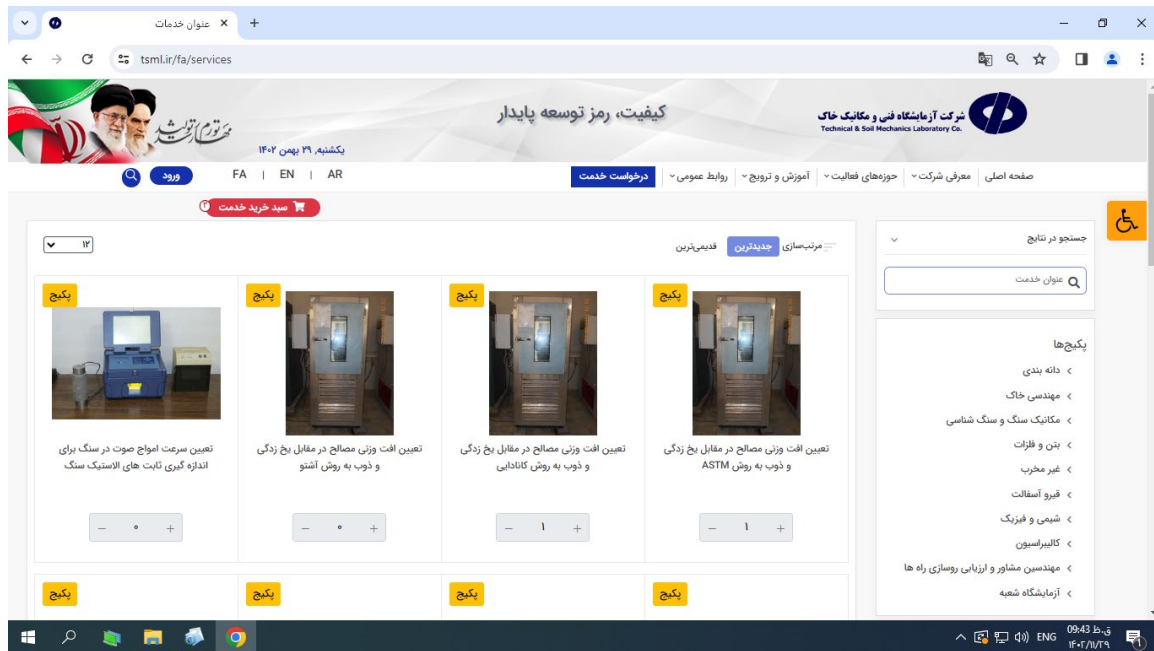 عنوان خدمات
tsml.ir/fa/services
شرکت آزمایشگاه فنی و مکانیک خاک
Technical & Soil Mechanics Laboratory Co.
کیفیت، رمز توسعه پایدار
یکشنبه, ۲۹ بهمن ۱۴۰۲
صفحه اصلی
معرفی شرکت
حوزه‌های فعالیت
آموزش و ترویج
روابط عمومی
درخواست خدمت
FA | EN | AR
ورود
سبد خرید خدمت ۲
جستجو در نتایج
عنوان خدمت
مرتب‌سازی جدیدترین قدیمی‌ترین
۱۲
پکیج‌ها
دانه بندی
مهندسی خاک
مکانیک سنگ و سنگ شناسی
بتن و فلزات
غیر مخرب
قیرو آسفالت
شیمی و فیزیک
کالیبراسیون
مهندسین مشاور و ارزیابی روسازی راه ها
آزمایشگاه شعبه
پکیج
تعیین افت وزنی مصالح در مقابل یخ زدگی
و ذوب به روش ASTM
− ۱ +
پکیج
تعیین افت وزنی مصالح در مقابل یخ زدگی
و ذوب به روش کانادایی
− ۱ +
پکیج
تعیین افت وزنی مصالح در مقابل یخ زدگی
و ذوب به روش آشتو
− ۰ +
پکیج
تعیین سرعت امواج صوت در سنگ برای
اندازه گیری ثابت های الاستیک سنگ
− ۰ +
پکیج
پکیج
پکیج
پکیج
ENG
09:43 ق.ظ
۱۴۰۲/۱۱/۲۹
1